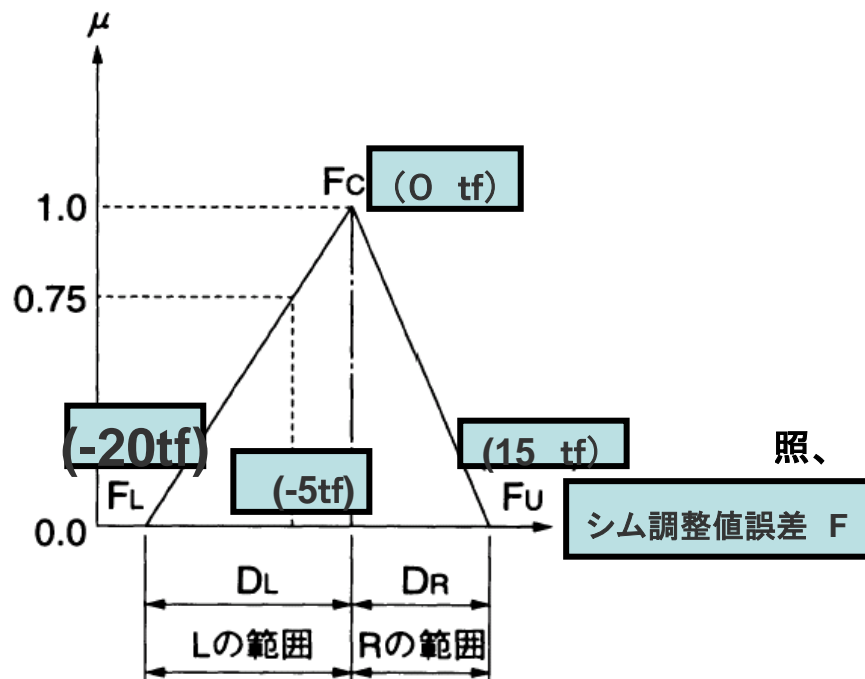 μ
FC (0 tf)
1.0
0.75
(-20tf)
(15 tf)
照、
(-5tf)
FL
FU
シム調整値誤差 F
0.0
DL DR
Lの範囲 Rの範囲